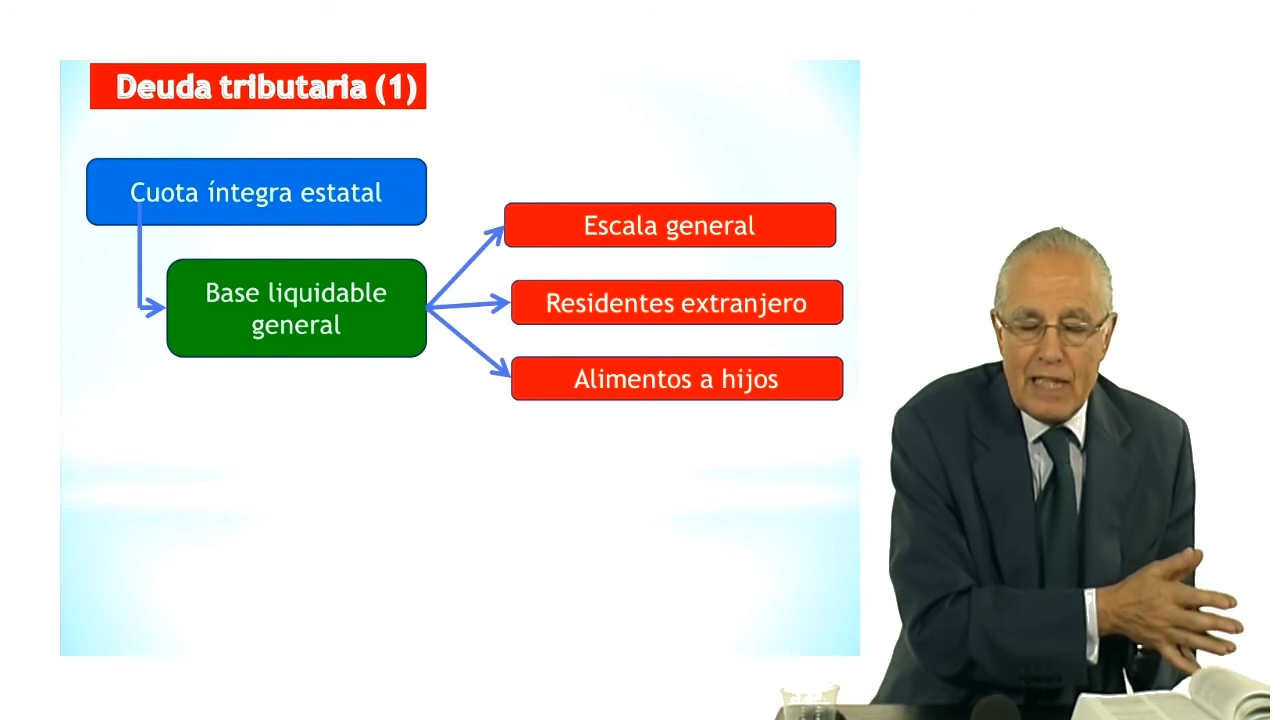 Deuda tributaria (1)
Cuota íntegra estatal
Base liquidable
general
Escala general
Residentes extranjero
Alimentos a hijos